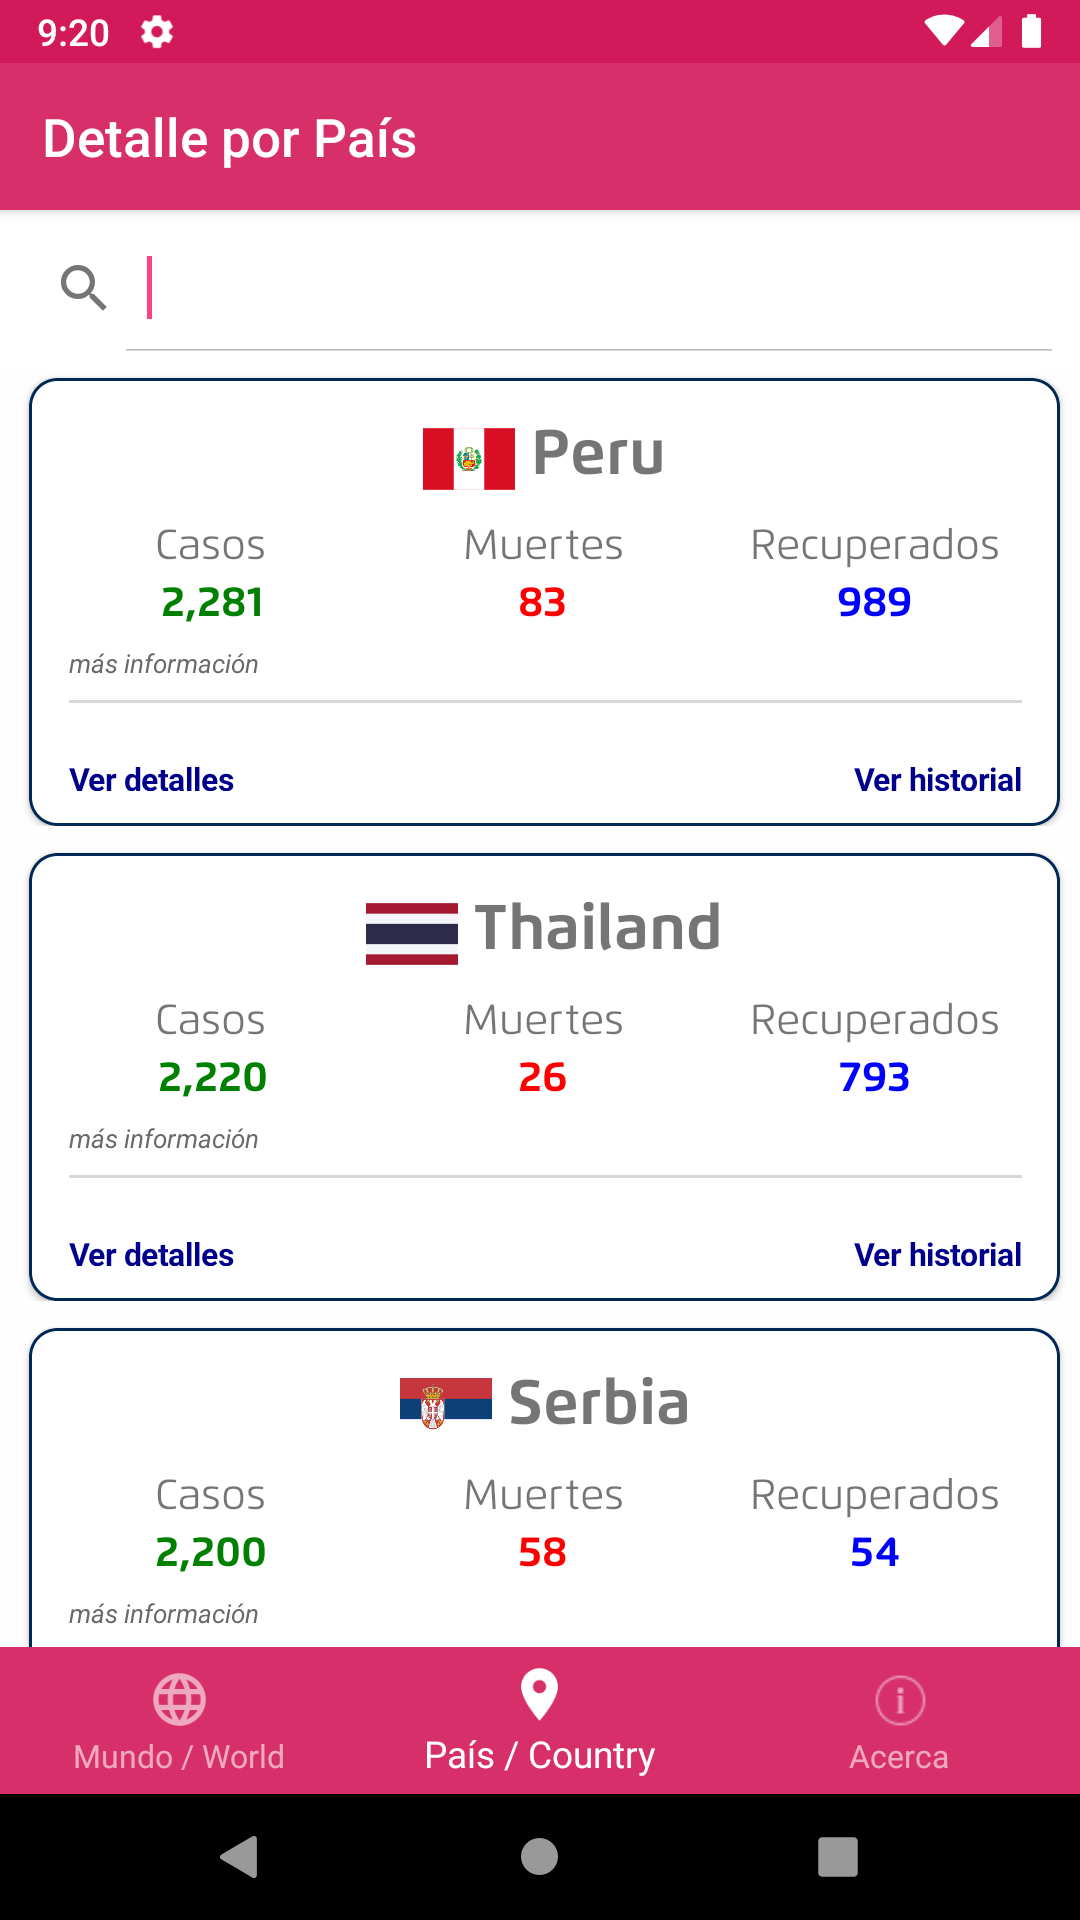 9:20
Detalle por País
Peru
Casos Muertes Recuperados
2,281 83 989
más información
Ver detalles Ver historial
Thailand
Casos Muertes Recuperados
2,220 26 793
más información
Ver detalles Ver historial
Serbia
Casos Muertes Recuperados
2,200 58 54
más información
Mundo / World País / Country Acerca